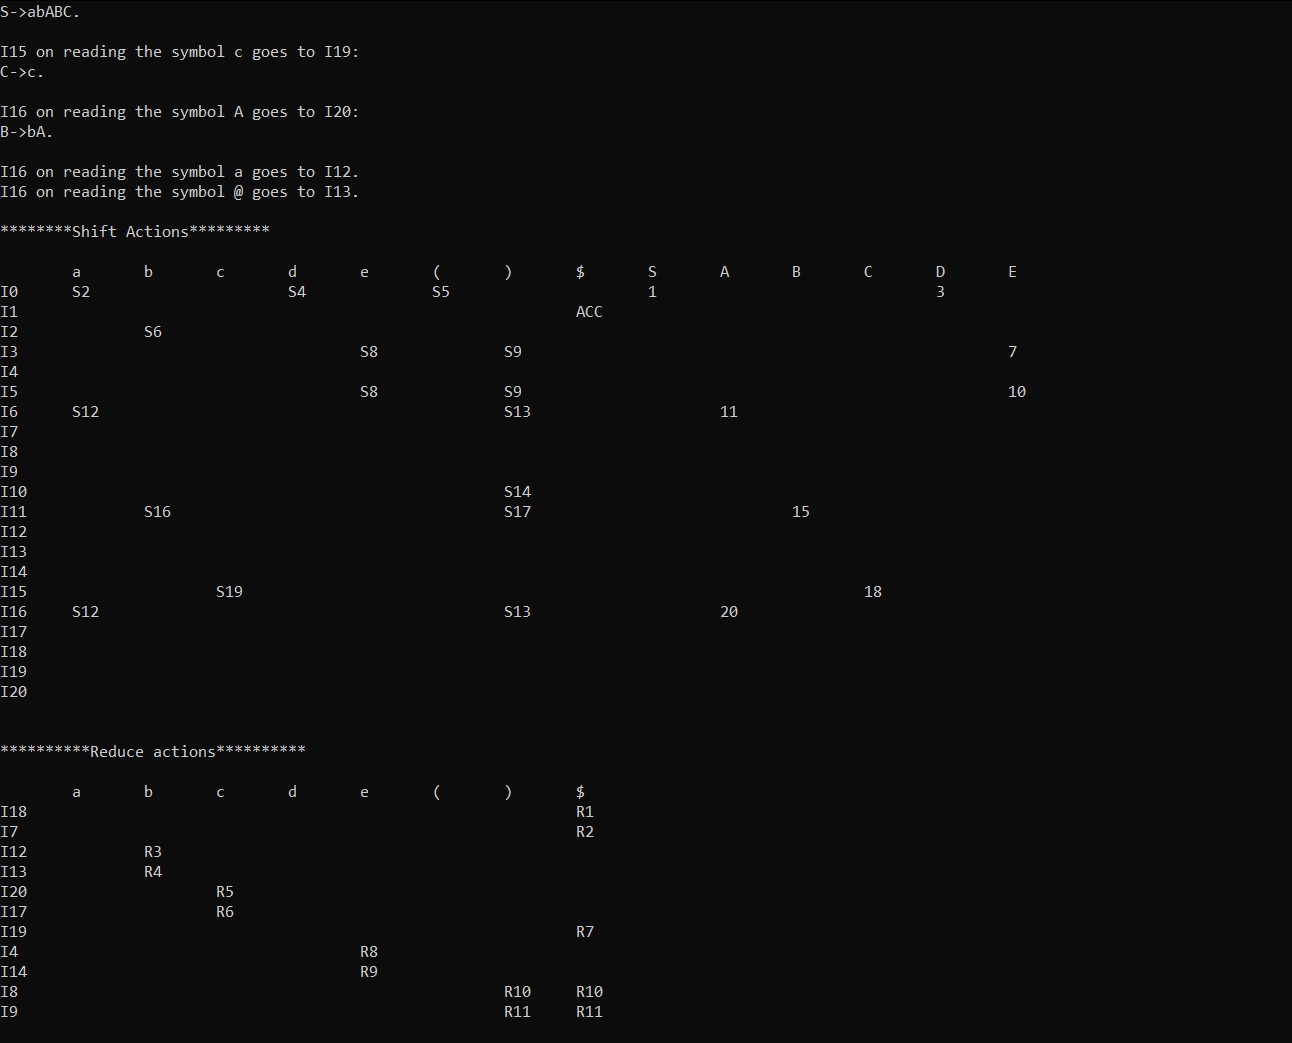 S->abABC.
I15 on reading the symbol c goes to I19:
C->c.
I16 on reading the symbol A goes to I20:
B->bA.
I16 on reading the symbol a goes to I12.
I16 on reading the symbol @ goes to I13.
********Shift Actions*********
a b c d e ( ) $ S A B C D E
I0 S2 S4 S5 1 3
I1 ACC
I2 S6
I3 S8 S9 7
I4
I5 S8 S9 10
I6 S12 S13 11
I7
I8
I9
I10 S14
I11 S16 S17 15
I12
I13
I14
I15 S19 18
I16 S12 S13 20
I17
I18
I19
I20
**********Reduce actions**********
a b c d e ( ) $
I18 R1
I7 R2
I12 R3
I13 R4
I20 R5
I17 R6
I19 R7
I4 R8
I14 R9
I8 R10 R10
I9 R11 R11